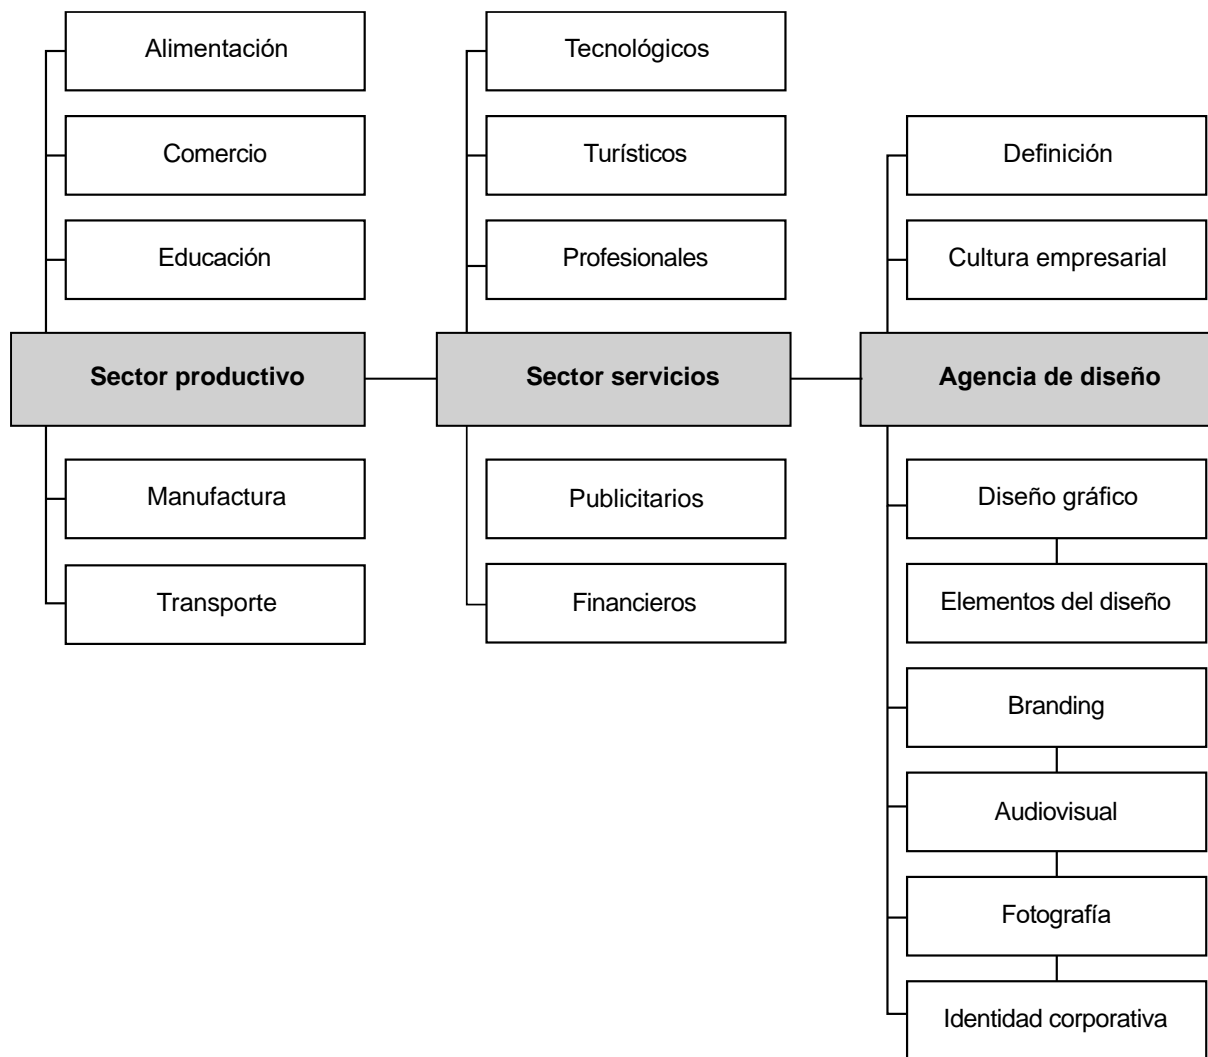 Alimentación
Comercio
Educación
Sector productivo
Manufactura
Transporte
Tecnológicos
Turísticos
Profesionales
Sector servicios
Publicitarios
Financieros
Definición
Cultura empresarial
Agencia de diseño
Diseño gráfico
Elementos del diseño
Branding
Audiovisual
Fotografía
Identidad corporativa